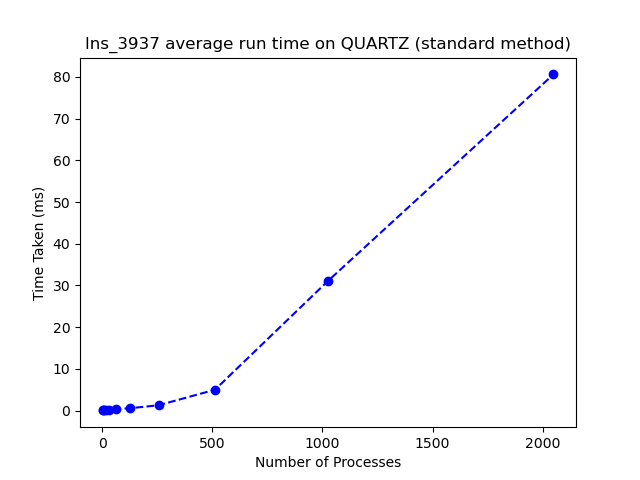 lns_3937 average run time on QUARTZ (standard method)
Time Taken (ms)
80
70
60
50
40
30
20
10
0
0 500 1000 1500 2000
Number of Processes